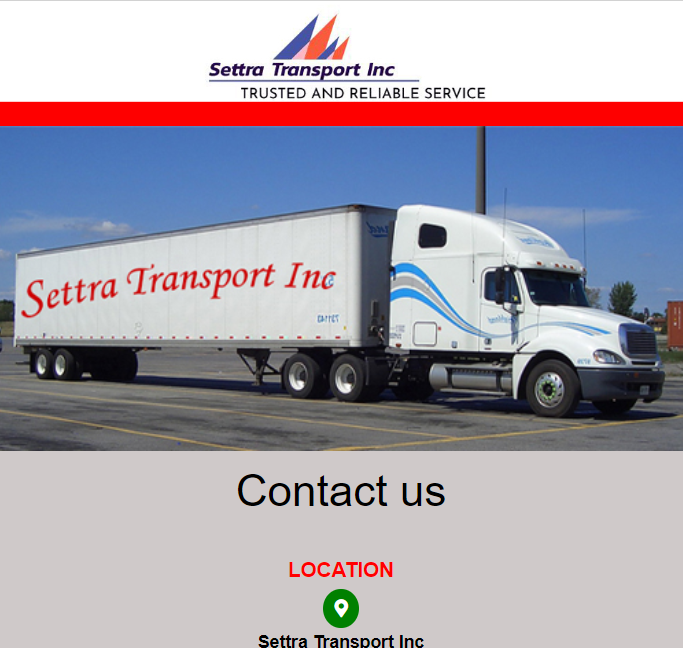 Settra Transport Inc
TRUSTED AND RELIABLE SERVICE
Settra Transport Inc
Contact us
LOCATION
Settra Transport Inc